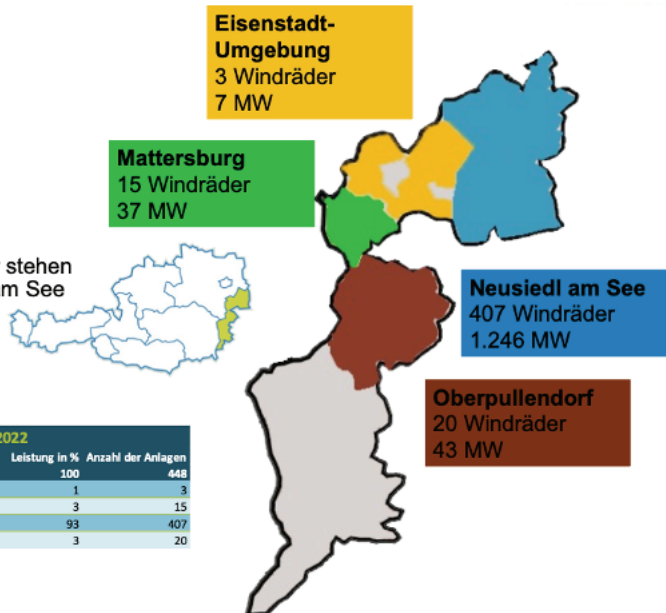 Eisenstadt-
Umgebung
3 Windräder
7 MW
Mattersburg
15 Windräder
37 MW
stehen
am See
Neusiedl am See
407 Windräder
1.246 MW
Oberpullendorf
20 Windräder
43 MW
2022
Leistung in % Anzahl der Anlagen
100 448
1 3
3 15
93 407
3 20